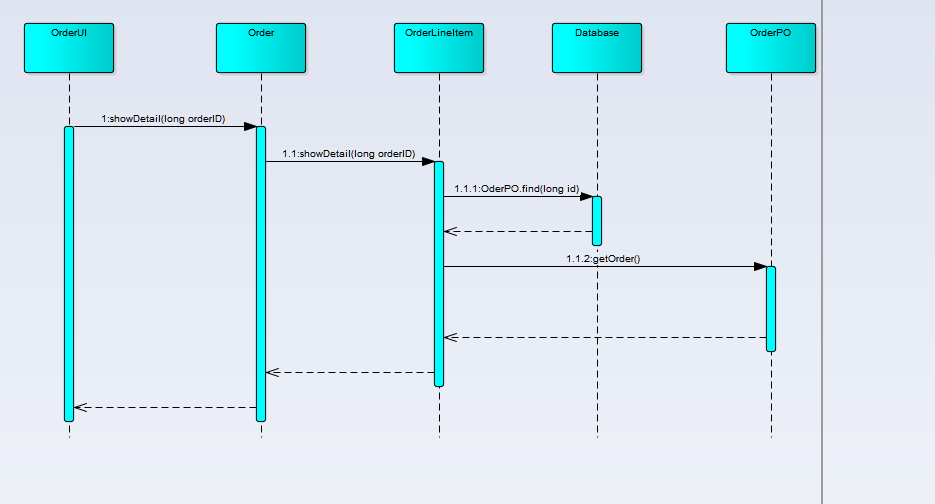 OrderUI
Order
OrderLineItem
Database
OrderPO
1:showDetail(long orderID)
1.1:showDetail(long orderID)
1.1.1:OderPO.find(long id)
1.1.2:getOrder()